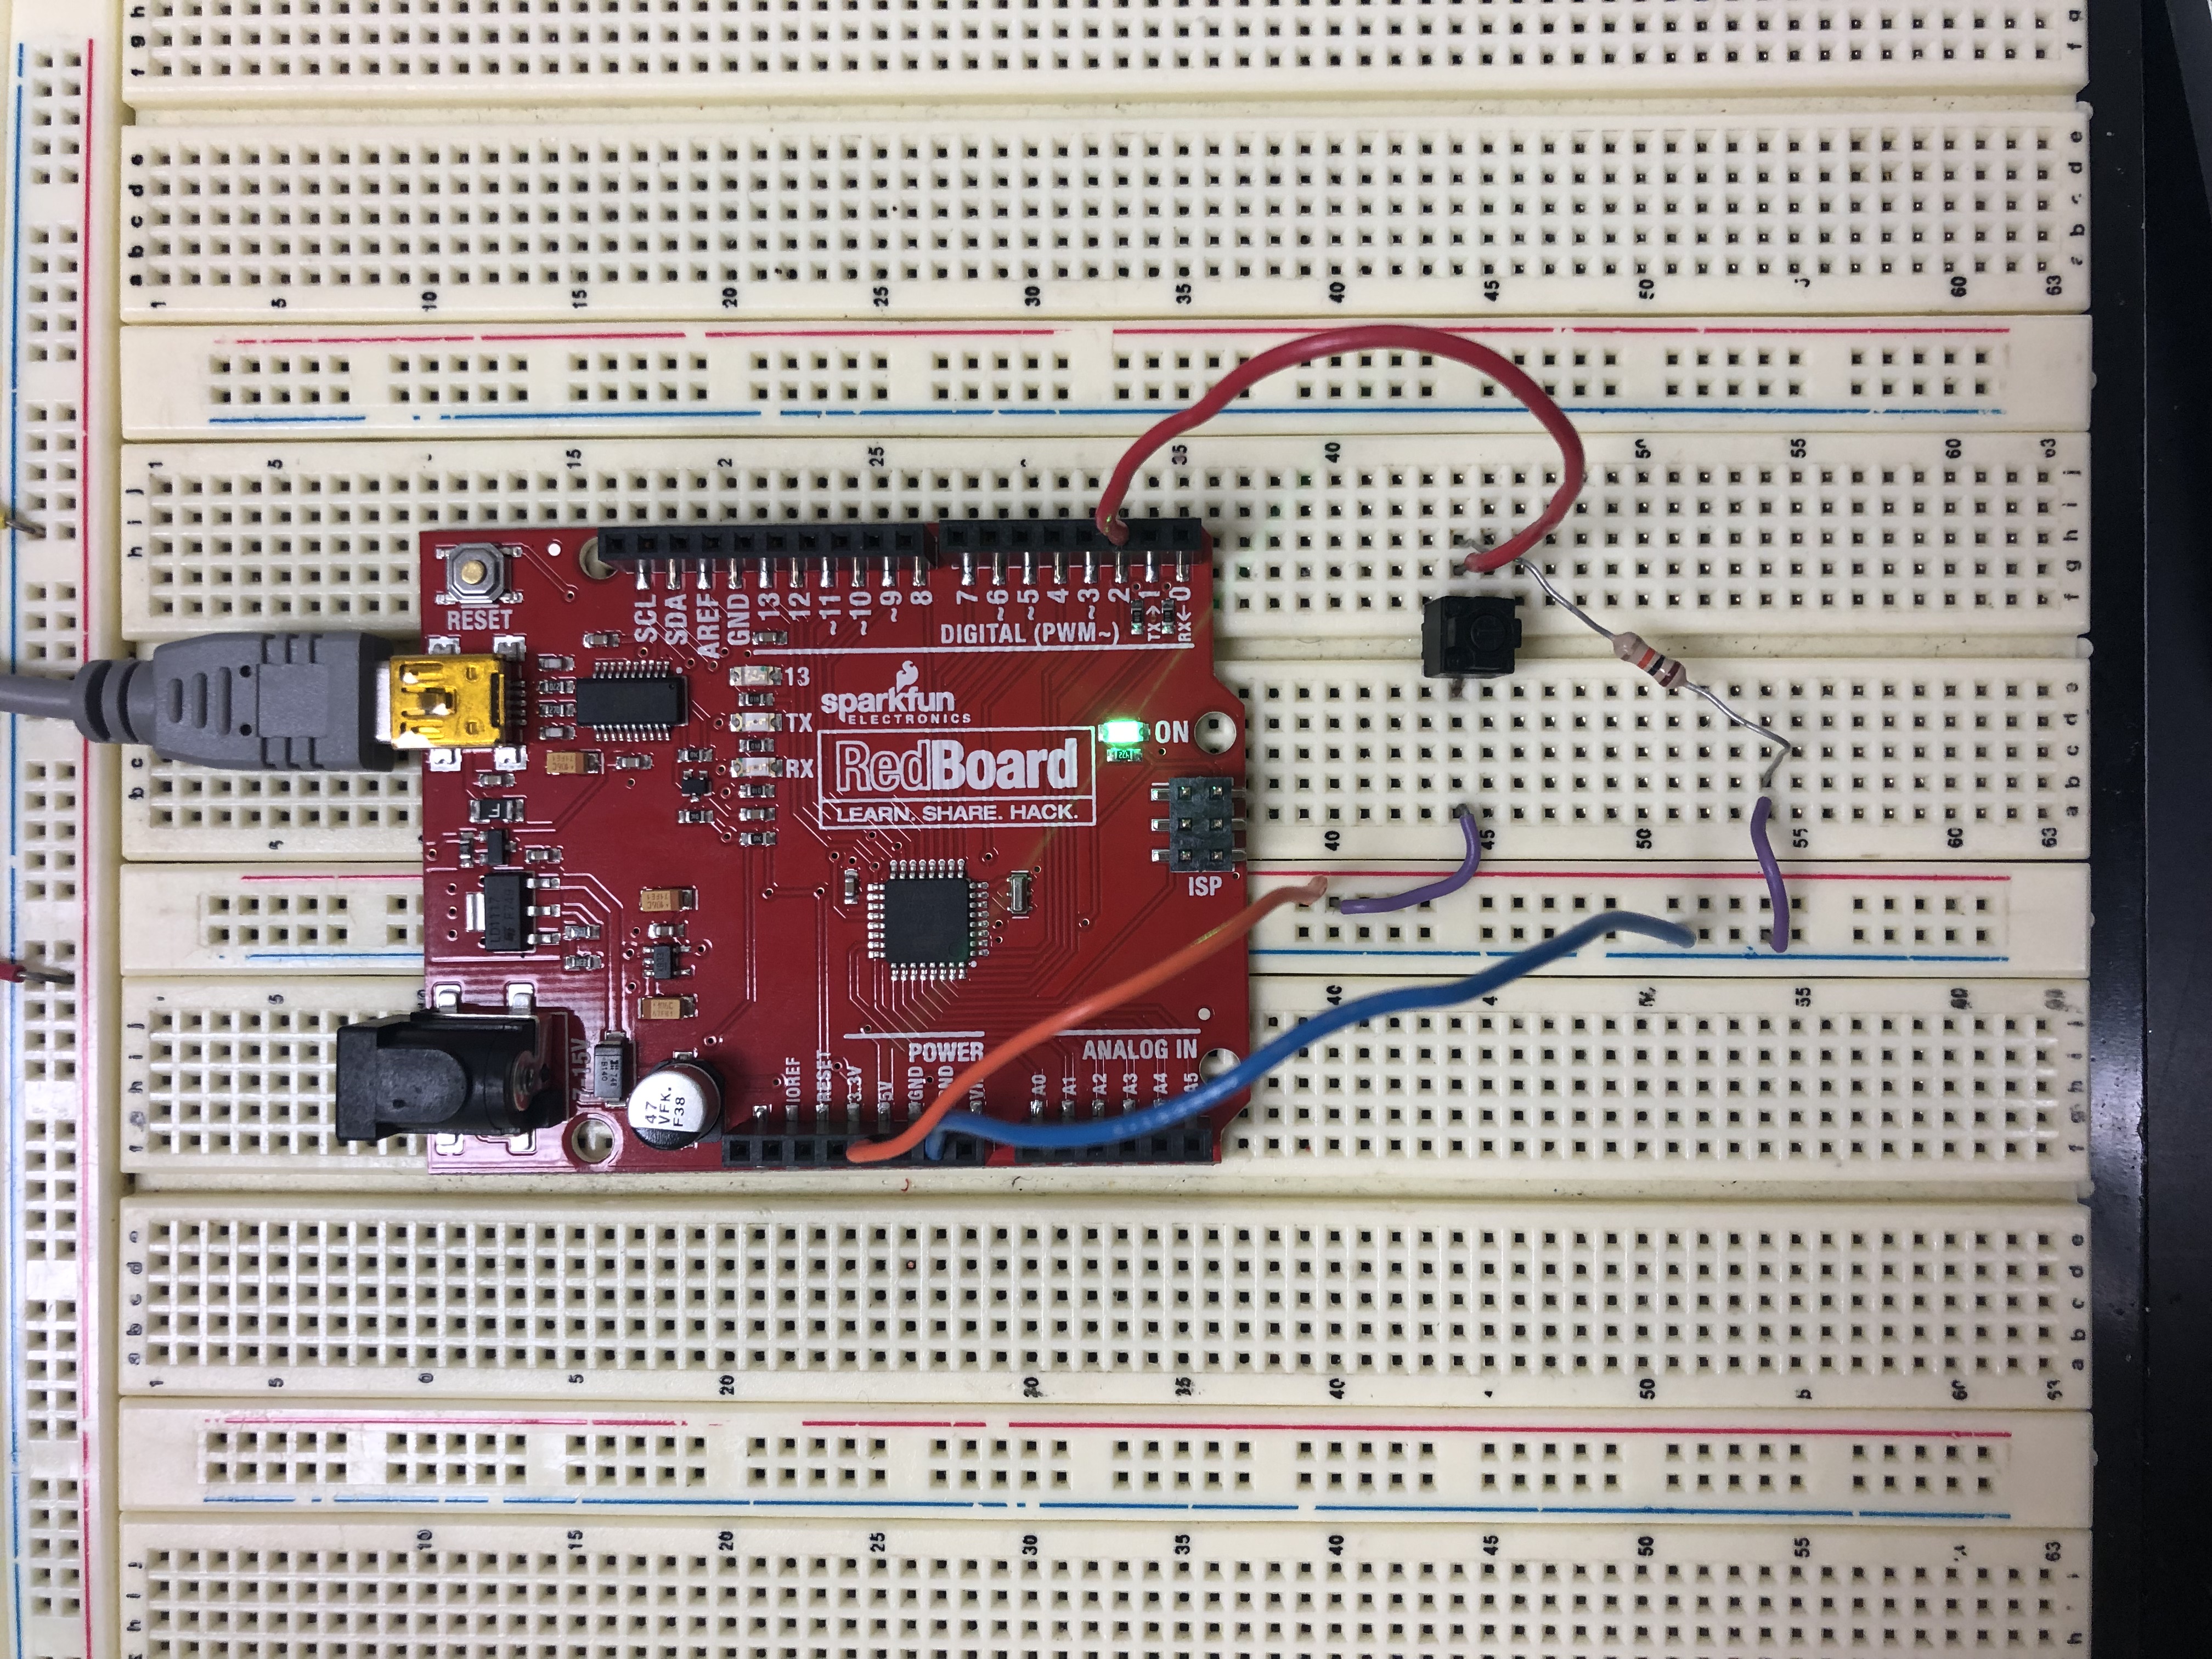 a b c d e
f g h i j
h i j
a b c d e
f g h
1
5
10
15
20
25
30
35
40
45
50
55
60
63
LD1117
7-15V
47
VFK.
F38
RESET
SCL
SDA
AREF
GND
13
12
~11
~10
~9
8
7
~6
~5
4
~3
2
TX→1
RX←0
DIGITAL (PWM~)
IOREF
RESET
3.3V
5V
GND
GND
POWER
A0
A1
A2
A3
A4
A5
ANALOG IN
RX
TX
13
sparkfun
ELECTRONICS
RedBoard
LEARN. SHARE. HACK.
ON
ISP
a b c d e
f g h i j